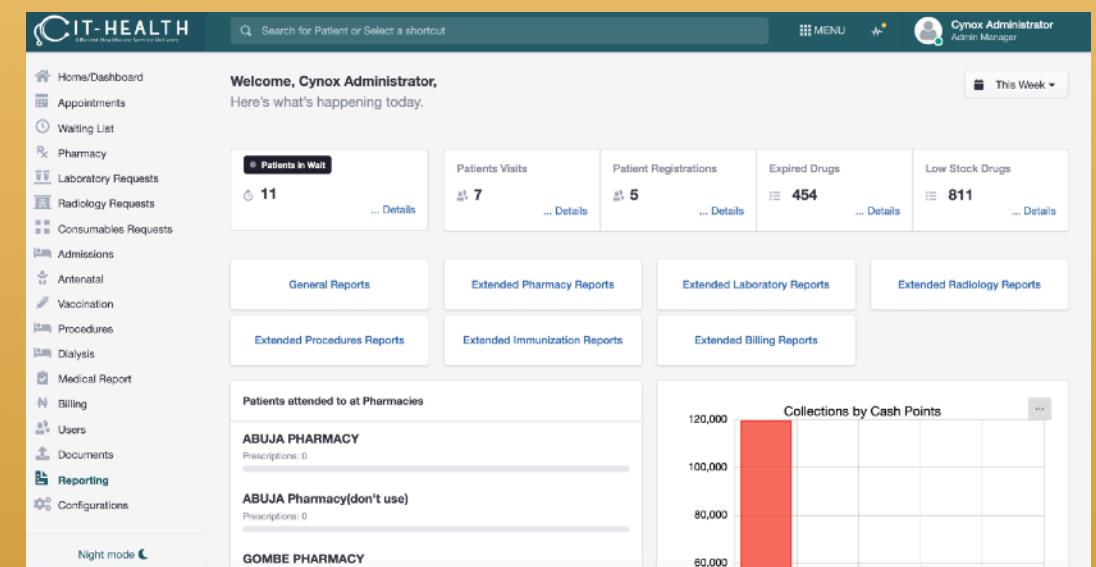 CIT-HEALTH
Efficient Healthcare Service Delivery
Search for Patient or Select a shortcut
MENU
Cynox Administrator
Admin Manager
Home/Dashboard
Appointments
Waiting List
Pharmacy
Laboratory Requests
Radiology Requests
Consumables Requests
Admissions
Antenatal
Vaccination
Procedures
Dialysis
Medical Report
Billing
Users
Documents
Reporting
Configurations
Night mode
Welcome, Cynox Administrator,
Here's what's happening today.
This Week
Patients in Wait
11
... Details
Patients Visits
7
... Details
Patient Registrations
5
... Details
Expired Drugs
454
... Details
Low Stock Drugs
811
... Details
General Reports
Extended Pharmacy Reports
Extended Laboratory Reports
Extended Radiology Reports
Extended Procedures Reports
Extended Immunization Reports
Extended Billing Reports
Patients attended to at Pharmacies
ABUJA PHARMACY
Prescriptions: 0
ABUJA Pharmacy(don't use)
Prescriptions: 0
GOMBE PHARMACY
Collections by Cash Points
...
120,000
100,000
80,000
60,000